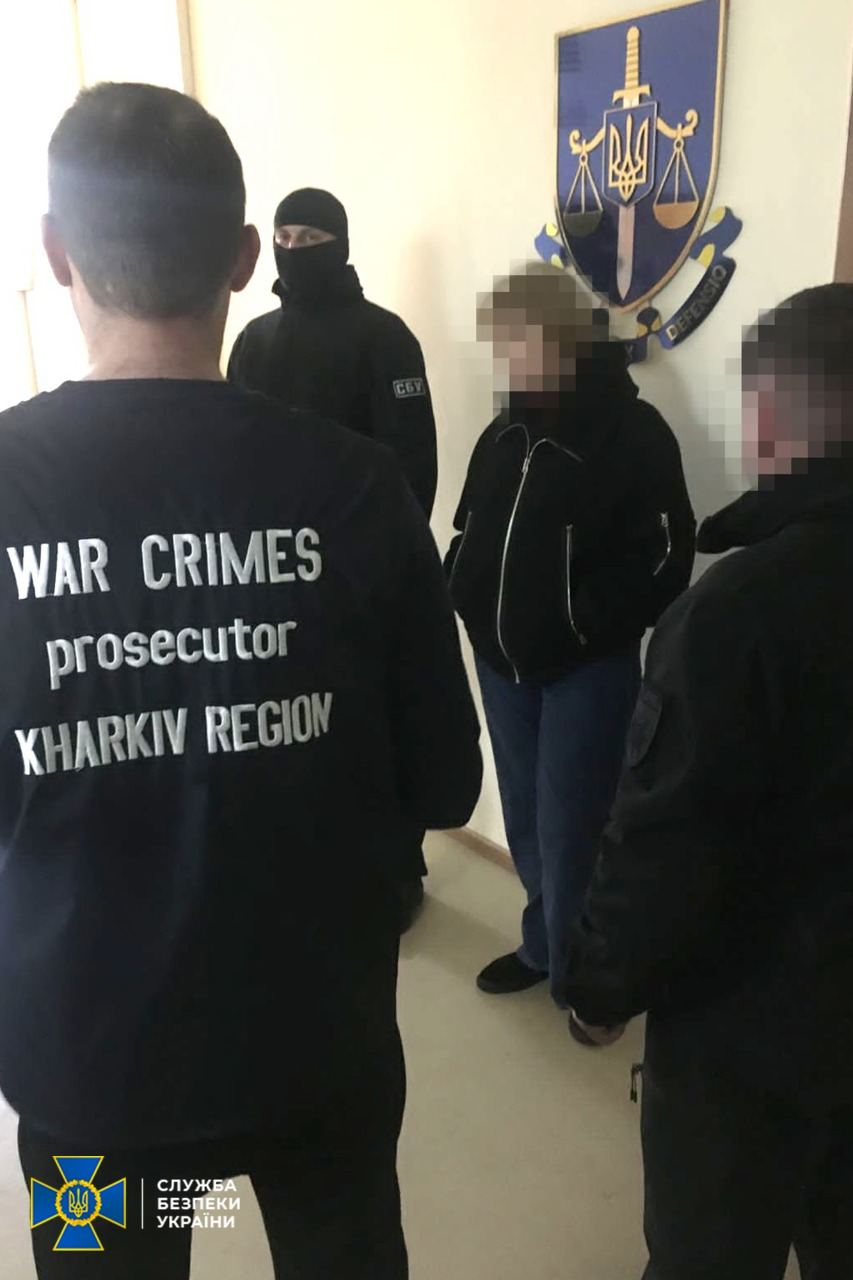 DEFENSIO
СБУ
WAR CRIMES
prosecutor
KHARKIV REGION
СЛУЖБА
БЕЗПЕКИ
УКРАЇНИ